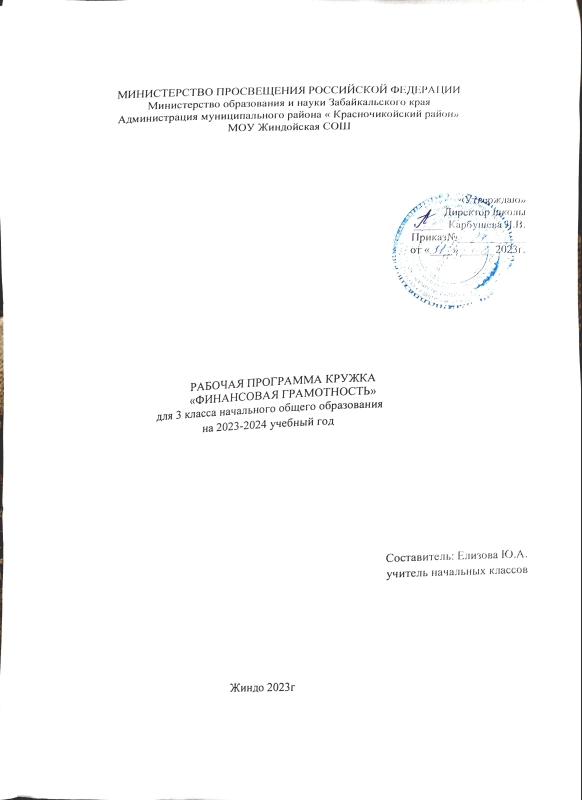 МИНИСТЕРСТВО ПРОСВЕЩЕНИЯ РОССИЙСКОЙ ФЕДЕРАЦИИ
Министерство образования и науки Забайкальского края
Администрация муниципального района « Красночикойский район»
МОУ Жиндойская СОШ
«Утверждаю»
Директор школы
Карбушева Н.В.
Приказ№
от « 2023г.
РАБОЧАЯ ПРОГРАММА КРУЖКА
«ФИНАНСОВАЯ ГРАМОТНОСТЬ»
для 3 класса начального общего образования
на 2023-2024 учебный год
Составитель: Елизова Ю.А.
учитель начальных классов
Жиндо 2023г